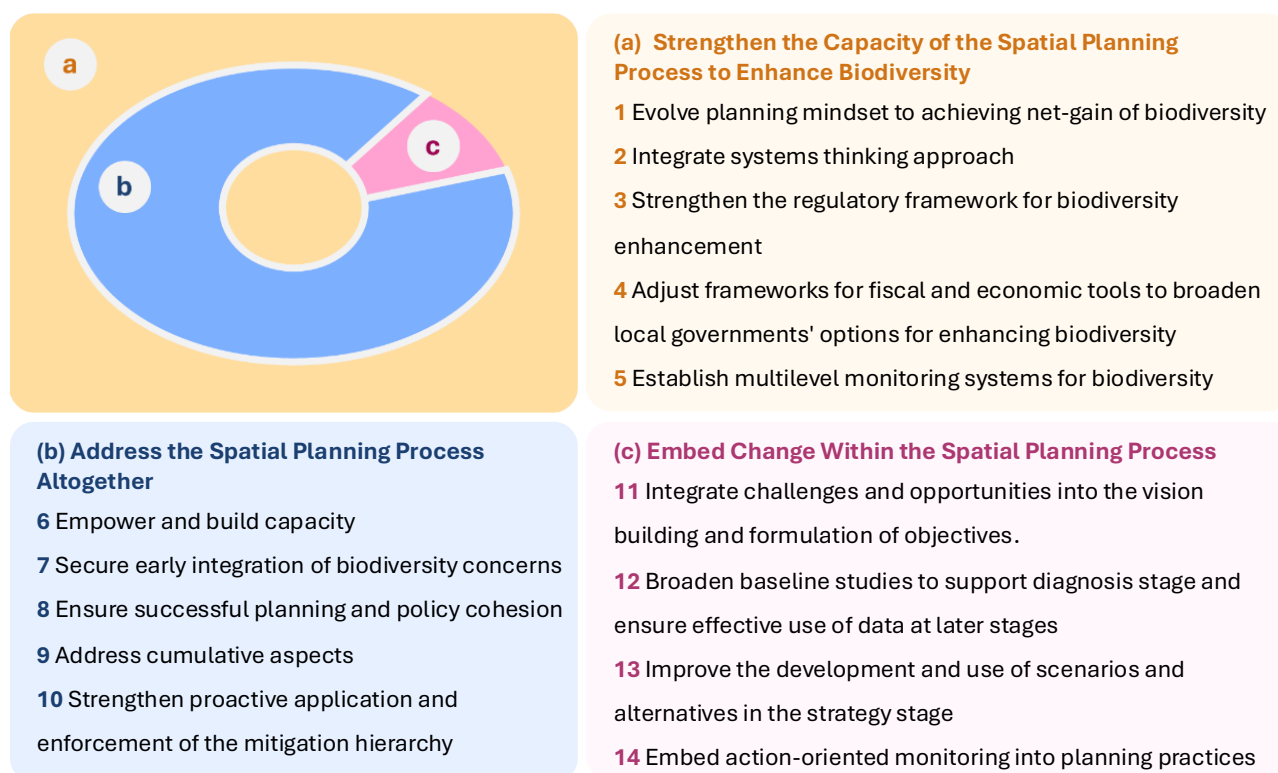 a
b
c
(a) Strengthen the Capacity of the Spatial Planning
Process to Enhance Biodiversity
1 Evolve planning mindset to achieving net-gain of biodiversity
2 Integrate systems thinking approach
3 Strengthen the regulatory framework for biodiversity
enhancement
4 Adjust frameworks for fiscal and economic tools to broaden
local governments' options for enhancing biodiversity
5 Establish multilevel monitoring systems for biodiversity
(b) Address the Spatial Planning Process
Altogether
6 Empower and build capacity
7 Secure early integration of biodiversity concerns
8 Ensure successful planning and policy cohesion
9 Address cumulative aspects
10 Strengthen proactive application and
enforcement of the mitigation hierarchy
(c) Embed Change Within the Spatial Planning Process
11 Integrate challenges and opportunities into the vision
building and formulation of objectives.
12 Broaden baseline studies to support diagnosis stage and
ensure effective use of data at later stages
13 Improve the development and use of scenarios and
alternatives in the strategy stage
14 Embed action-oriented monitoring into planning practices